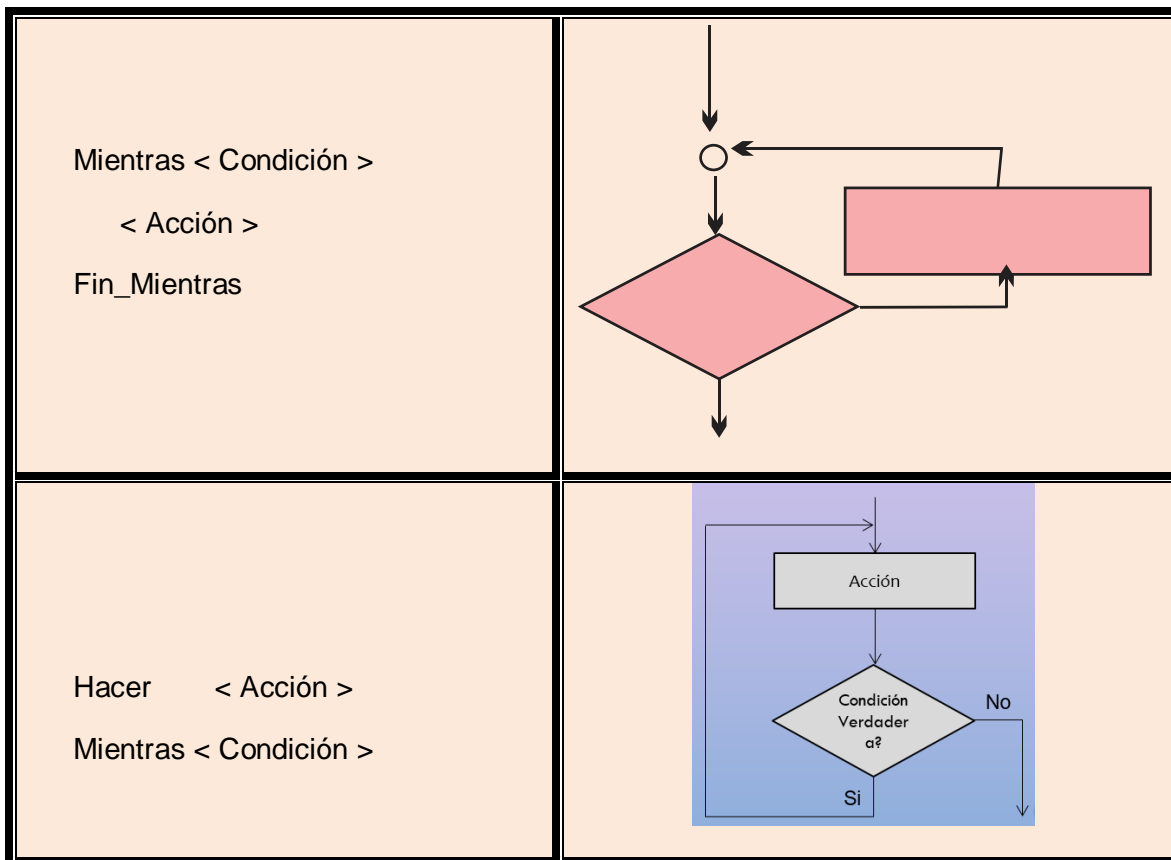 Mientras < Condición >
< Acción >
Fin_Mientras
Hacer < Acción >
Mientras < Condición >
Acción
Condición
Verdader
a?
No
Si